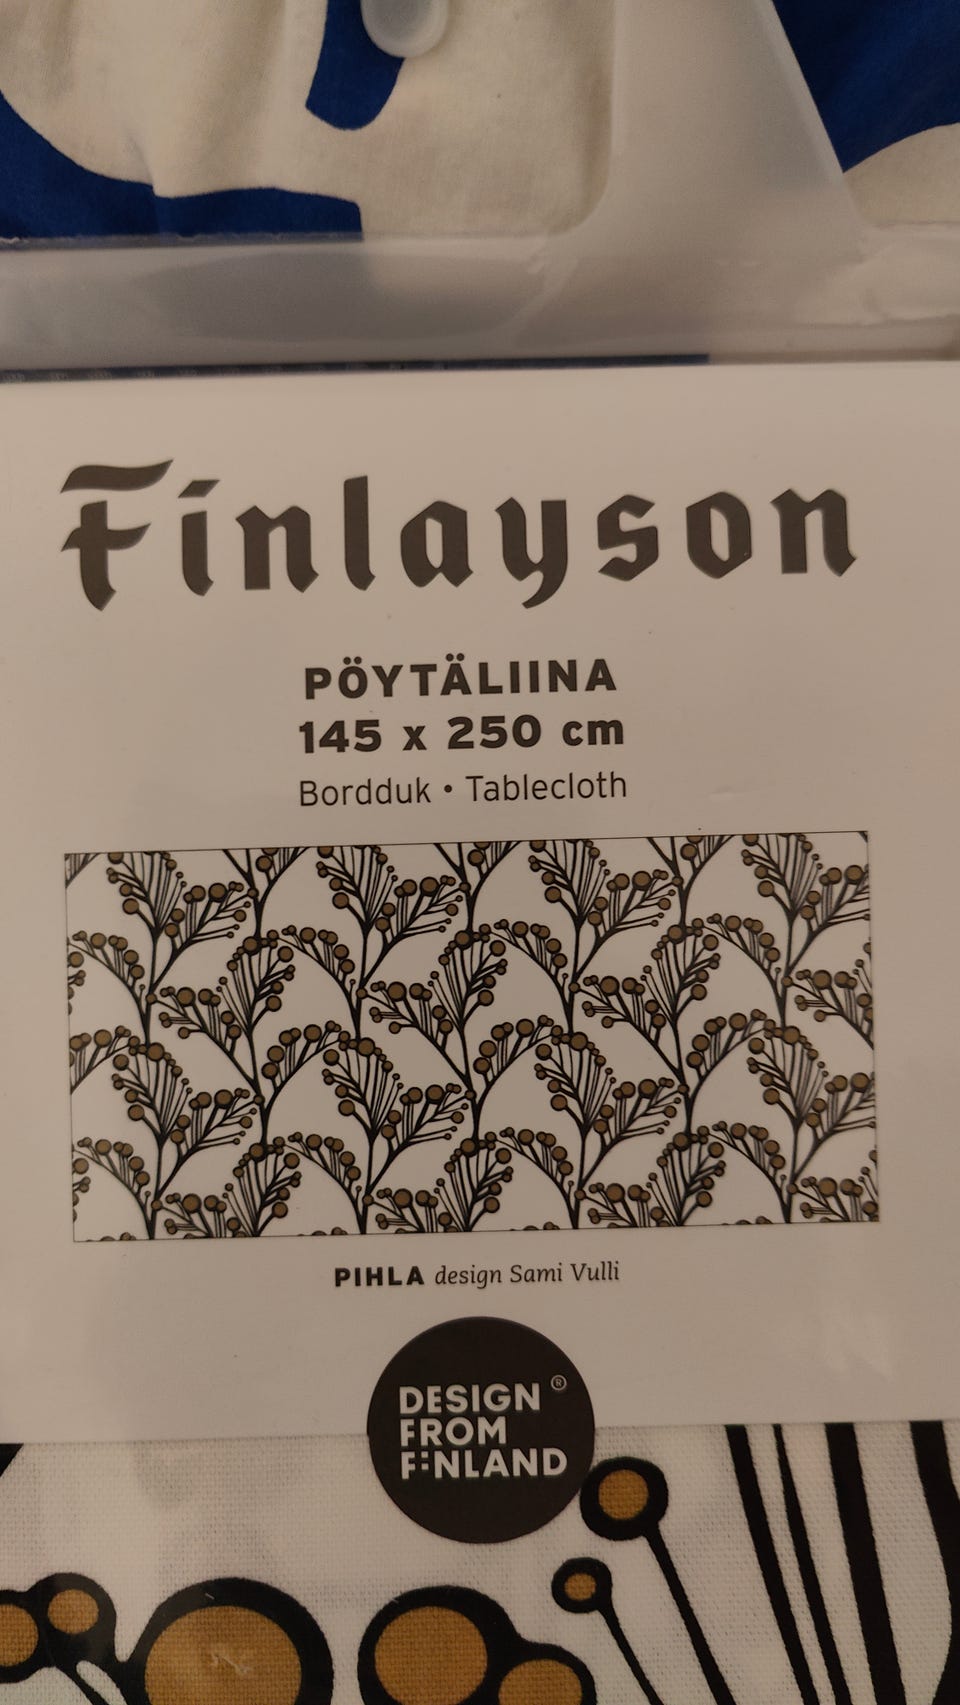 Finlayson
PÖYTÄLIINA
145 x 250 cm
Bordduk • Tablecloth
PIHLA design Sami Vulli
DESIGN ®
FROM
FINLAND